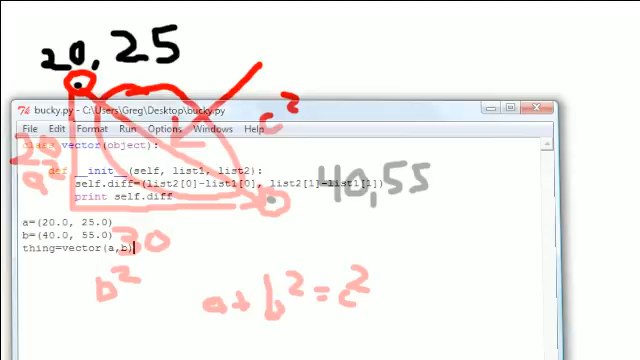 20, 25
bucky.py - C:\Users\Greg\Desktop\bucky.py
File Edit Format Run Options Windows Help
c²
class vector(object):
20
a²
def __init__(self, list1, list2):
self.diff=(list2[0]-list1[0], list2[1]-list1[1])
print self.diff
40,55
a=(20.0, 25.0)
b=(40.0, 55.0)
30
thing=vector(a,b)
b²
a+b²=c²